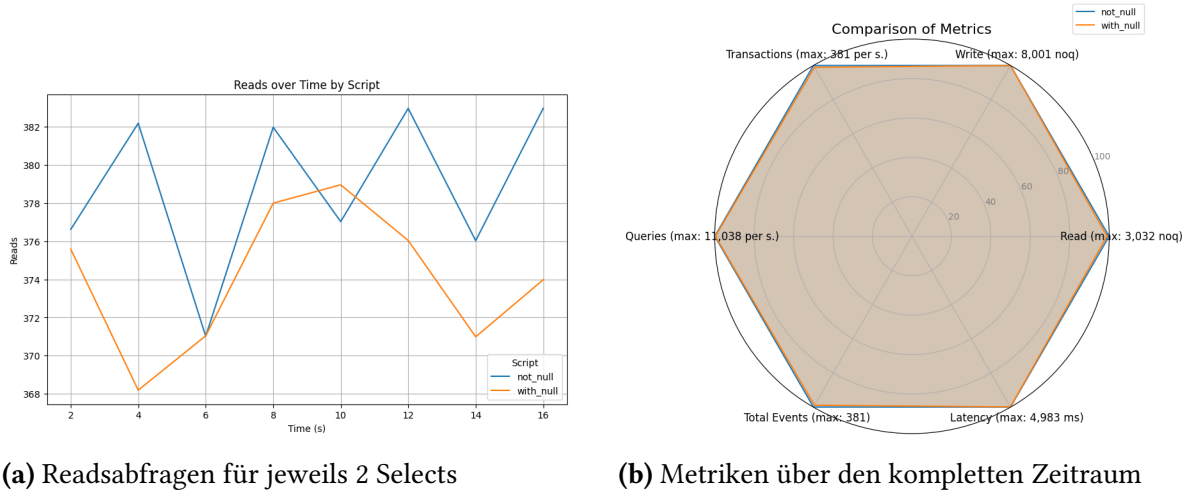 Reads over Time by Script
Reads
382
380
378
376
374
372
370
368
2 4 6 8 10 12 14 16
Time (s)
Script
not_null
with_null
(a) Readsabfragen für jeweils 2 Selects
not_null
with_null
Comparison of Metrics
Transactions (max: 381 per s.)
Write (max: 8,001 noq)
100
80
60
40
20
Queries (max: 11,038 per s.)
Read (max: 3,032 noq)
Total Events (max: 381)
Latency (max: 4,983 ms)
(b) Metriken über den kompletten Zeitraum